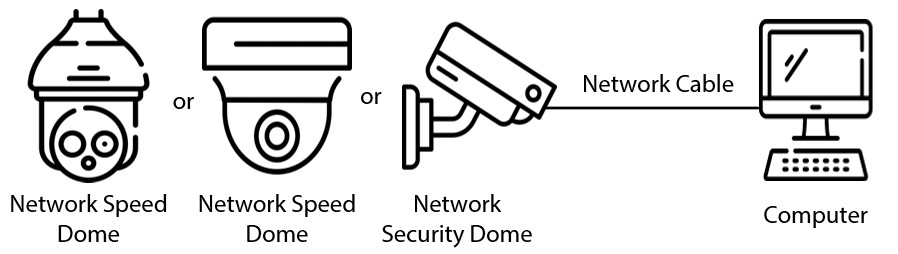 or
or
Network Cable
Network Speed
Dome
Network Speed
Dome
Network
Security Dome
Computer